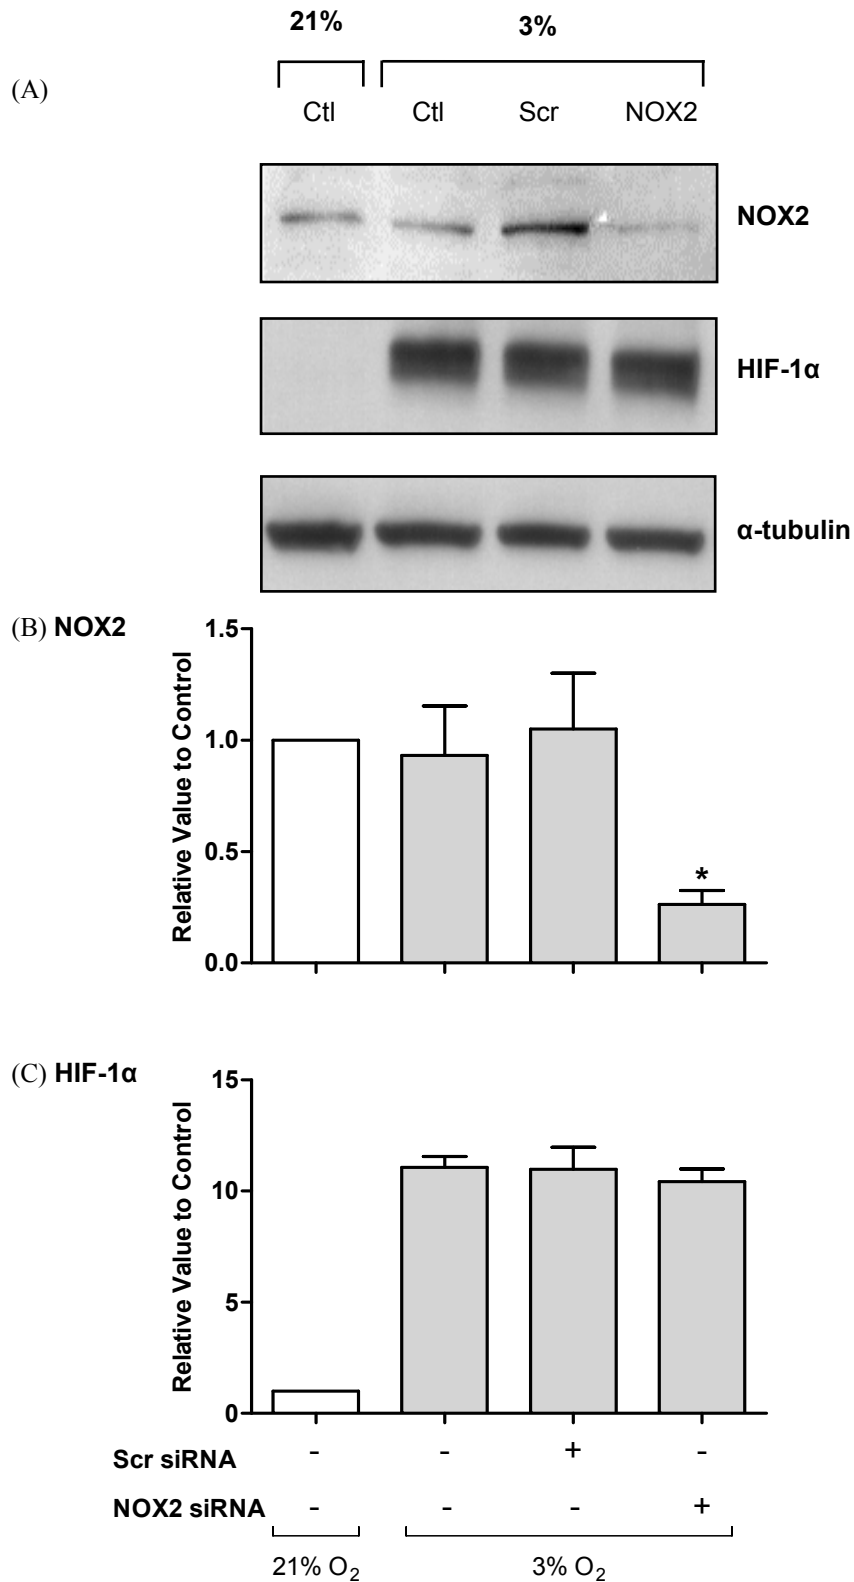 21% 3%
(A)
Ctl Ctl Scr NOX2
NOX2
HIF-1α
α-tubulin
(B) NOX2
Relative Value to Control
1.5
1.0
0.5
0.0
*
(C) HIF-1α
Relative Value to Control
15
10
5
0
Scr siRNA - - + -
NOX2 siRNA - - - +
21% O2 3% O2